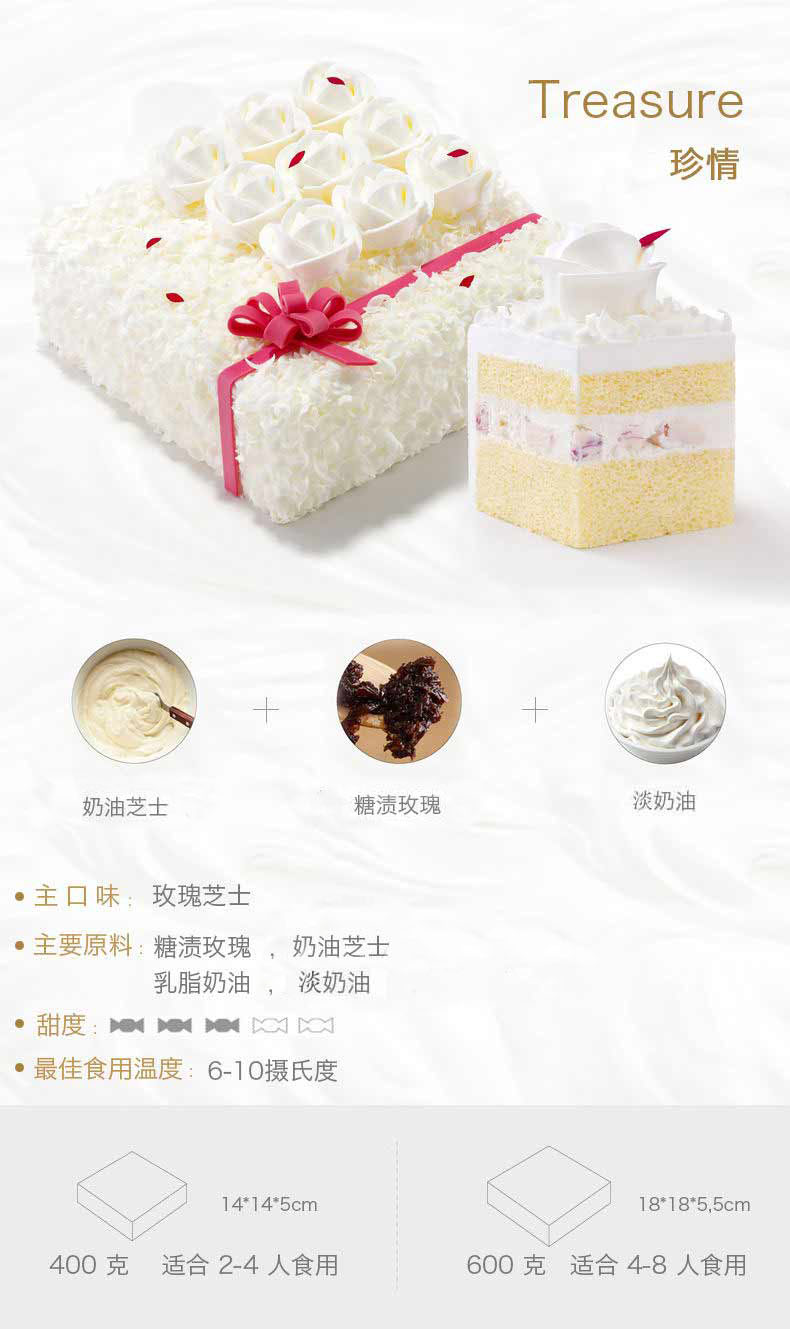 Treasure
珍情
奶油芝士
糖渍玫瑰
淡奶油
主口味：玫瑰芝士
主要原料：糖渍玫瑰 ，奶油芝士
乳脂奶油 ， 淡奶油
甜度：
最佳食用温度：6-10摄氏度
14*14*5cm
18*18*5,5cm
400 克 适合 2-4 人食用
600 克 适合 4-8 人食用